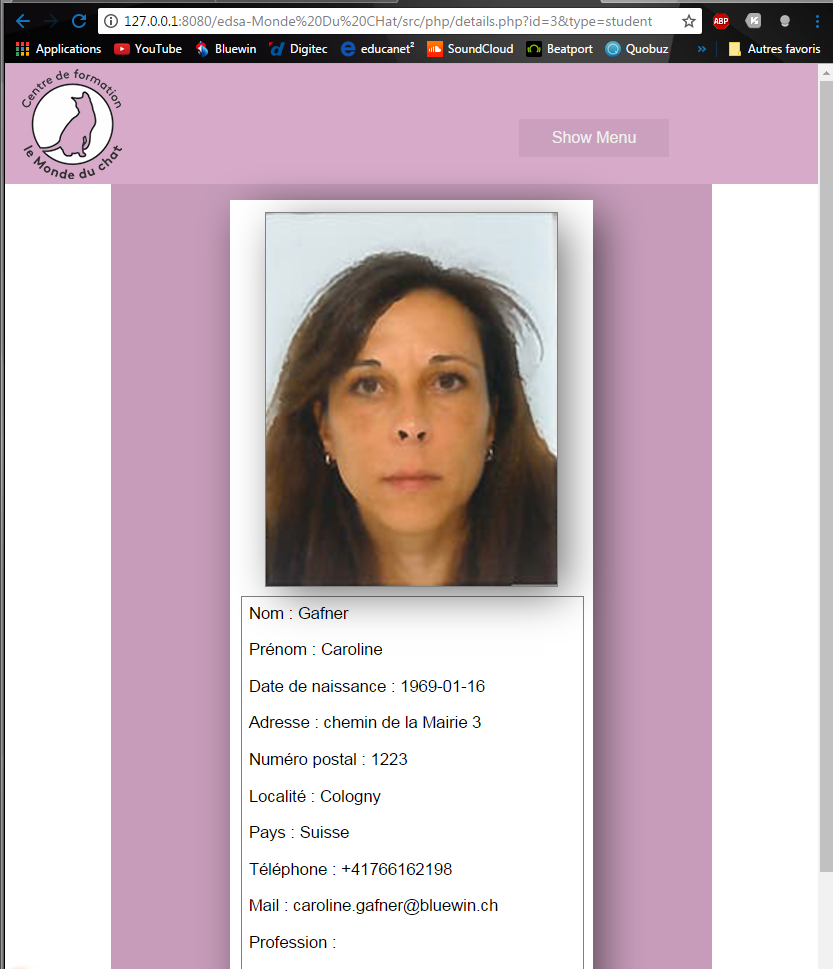 127.0.0.1:8080/edsa-Monde%20Du%20CHat/src/php/details.php?id=3&type=student
ABP
Applications YouTube Bluewin Digitec educanet² SoundCloud Beatport Quobuz » Autres favoris
Centre de formation
le Monde du chat
Show Menu
Nom : Gafner
Prénom : Caroline
Date de naissance : 1969-01-16
Adresse : chemin de la Mairie 3
Numéro postal : 1223
Localité : Cologny
Pays : Suisse
Téléphone : +41766162198
Mail : caroline.gafner@bluewin.ch
Profession :